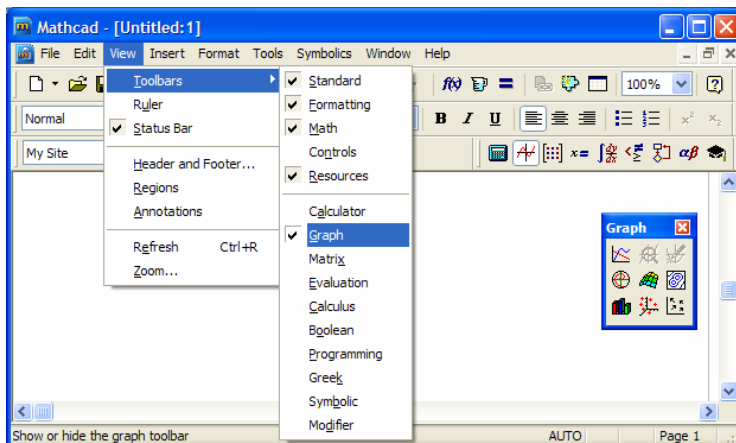 Mathcad - [Untitled:1]
File Edit View Insert Format Tools Symbolics Window Help
100%
Normal
B I U
My Site
Toolbars
Ruler
Status Bar
Header and Footer...
Regions
Annotations
Refresh Ctrl+R
Zoom...
Standard
Formatting
Math
Controls
Resources
Calculator
Graph
Matrix
Evaluation
Calculus
Boolean
Programming
Greek
Symbolic
Modifier
Graph
Show or hide the graph toolbar AUTO Page 1